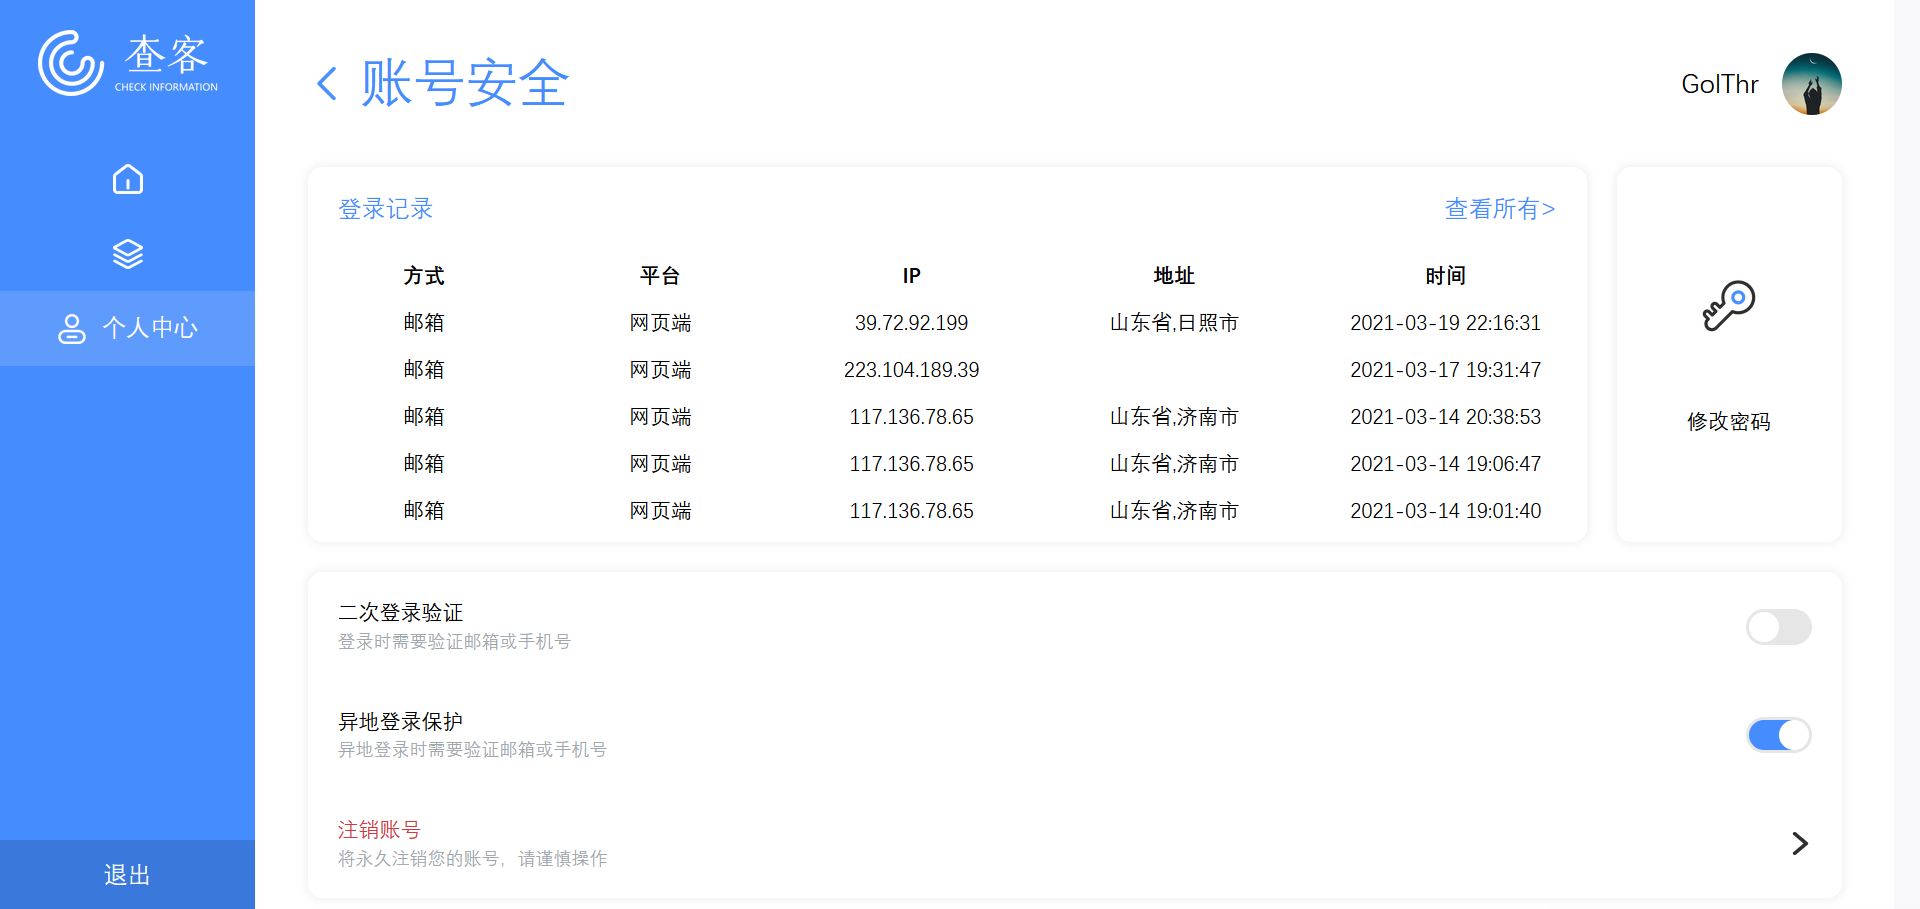 查客
CHECK INFORMATION
个人中心
退出
账号安全
GolThr
登录记录
查看所有>
方式 平台 IP 地址 时间
邮箱 网页端 39.72.92.199 山东省,日照市 2021-03-19 22:16:31
邮箱 网页端 223.104.189.39 2021-03-17 19:31:47
邮箱 网页端 117.136.78.65 山东省,济南市 2021-03-14 20:38:53
邮箱 网页端 117.136.78.65 山东省,济南市 2021-03-14 19:06:47
邮箱 网页端 117.136.78.65 山东省,济南市 2021-03-14 19:01:40
修改密码
二次登录验证
登录时需要验证邮箱或手机号
异地登录保护
异地登录时需要验证邮箱或手机号
注销账号
将永久注销您的账号，请谨慎操作